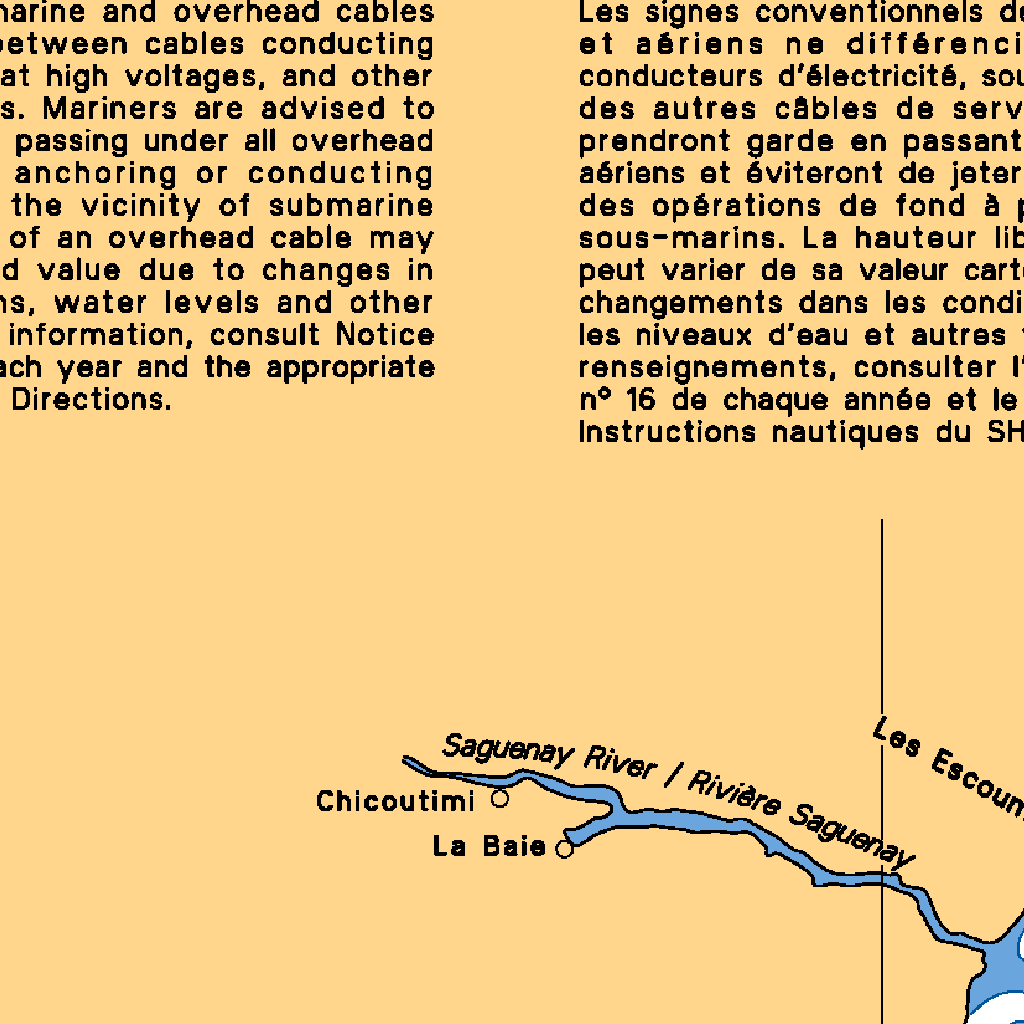 and overhead cables
between cables conducting
at high voltages, and other
s. Mariners are advised to
passing under all overhead
anchoring or conducting
the vicinity of submarine
of an overhead cable may
d value due to changes in
ns, water levels and other
information, consult Notice
ach year and the appropriate
Directions.
Les signes conventionnels de
et aériens ne différenci
conducteurs d'électricité, sou
des autres câbles de serv
prendront garde en passant
aériens et éviteront de jeter
des opérations de fond à p
sous-marins. La hauteur lib
peut varier de sa valeur cart
changements dans les condi
les niveaux d'eau et autres
renseignements, consulter l'
n° 16 de chaque année et le
Instructions nautiques du SH
Les Escoum
Saguenay River / Rivière Saguenay
Chicoutimi
La Baie